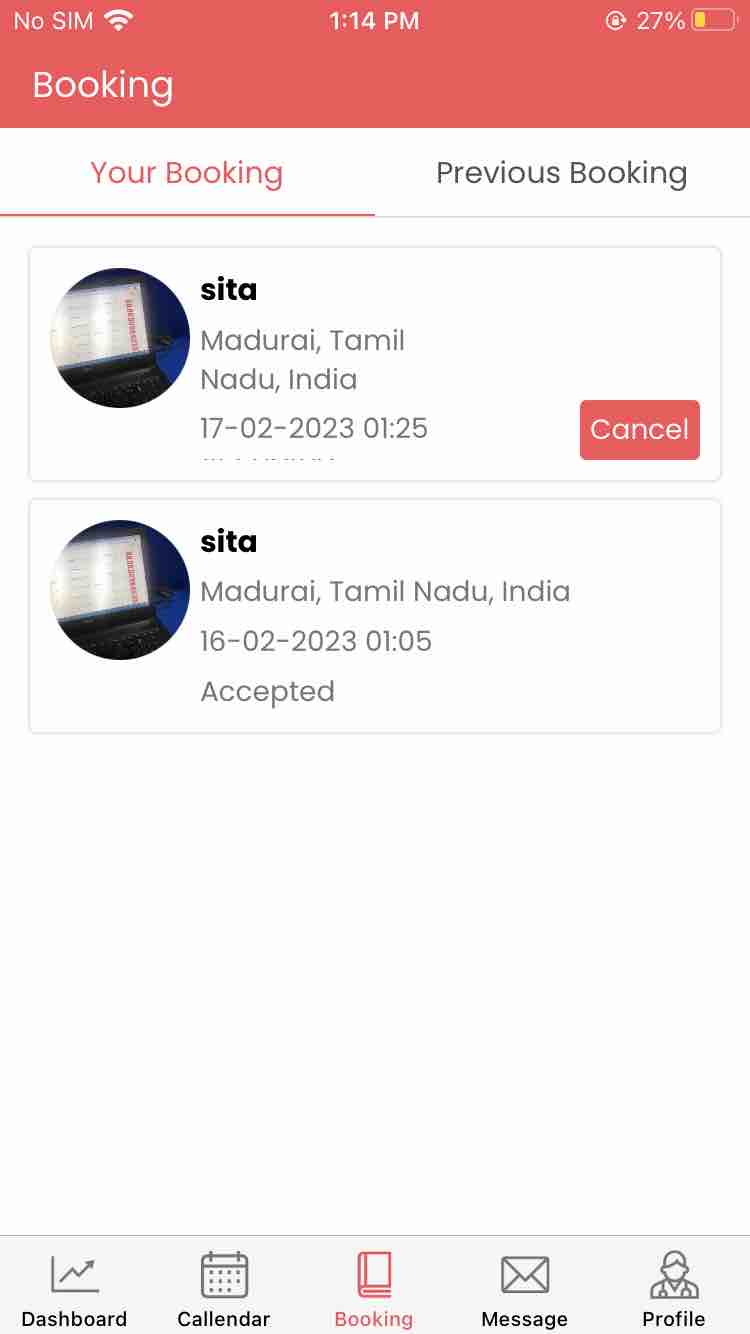 No SIM 1:14 PM 27%
Booking
Your Booking Previous Booking
sita
Madurai, Tamil
Nadu, India
17-02-2023 01:25
Cancel
sita
Madurai, Tamil Nadu, India
16-02-2023 01:05
Accepted
Dashboard Callendar Booking Message Profile